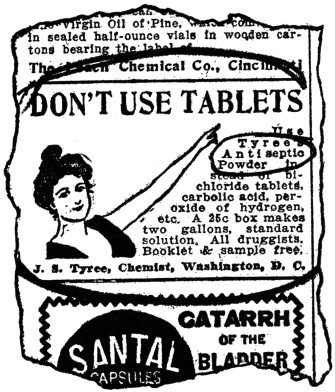 Virgin Oil of Pine,
in sealed half-ounce vials in wooden car-
tons bearing the label of
Chemical Co., Cincinnati
DON'T USE TABLETS
Use
Tyree's
Antiseptic
Powder in
stead of bi-
chloride tablets,
carbolic acid, per-
oxide of hydrogen,
etc. A 25c box makes
two gallons, standard
solution. All druggists.
Booklet & sample free.
J. S. Tyree, Chemist, Washington, D. C.
CATARRH
OF THE
BLADDER
SANTAL
CAPSULES